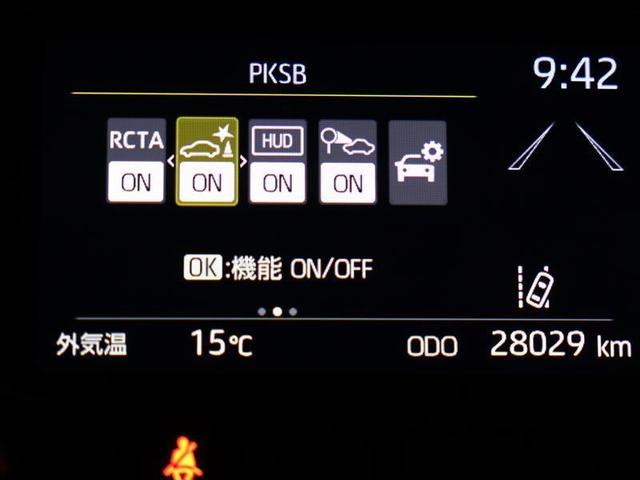 PKSB 9:42
RCTA HUD
ON ON ON ON
OK:機能 ON/OFF
外気温 15℃ ODO 28029 km